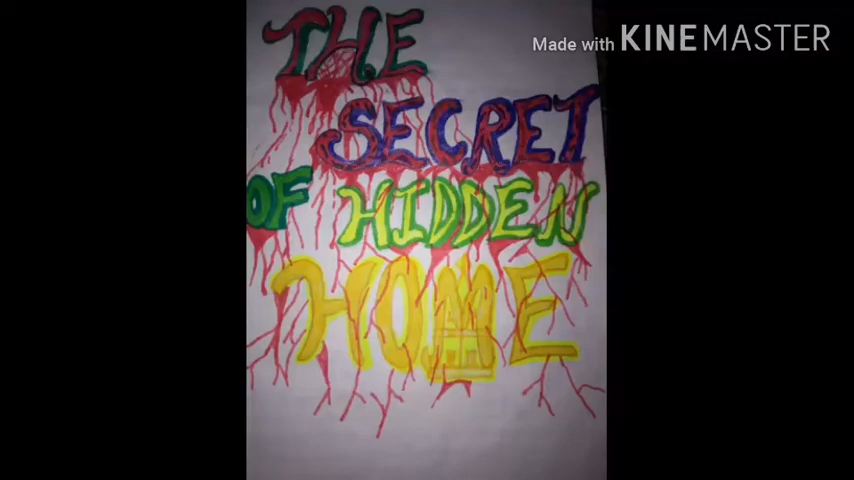 Made with KINEMASTER
THE
SECRET
OF HIDDEN
HOME